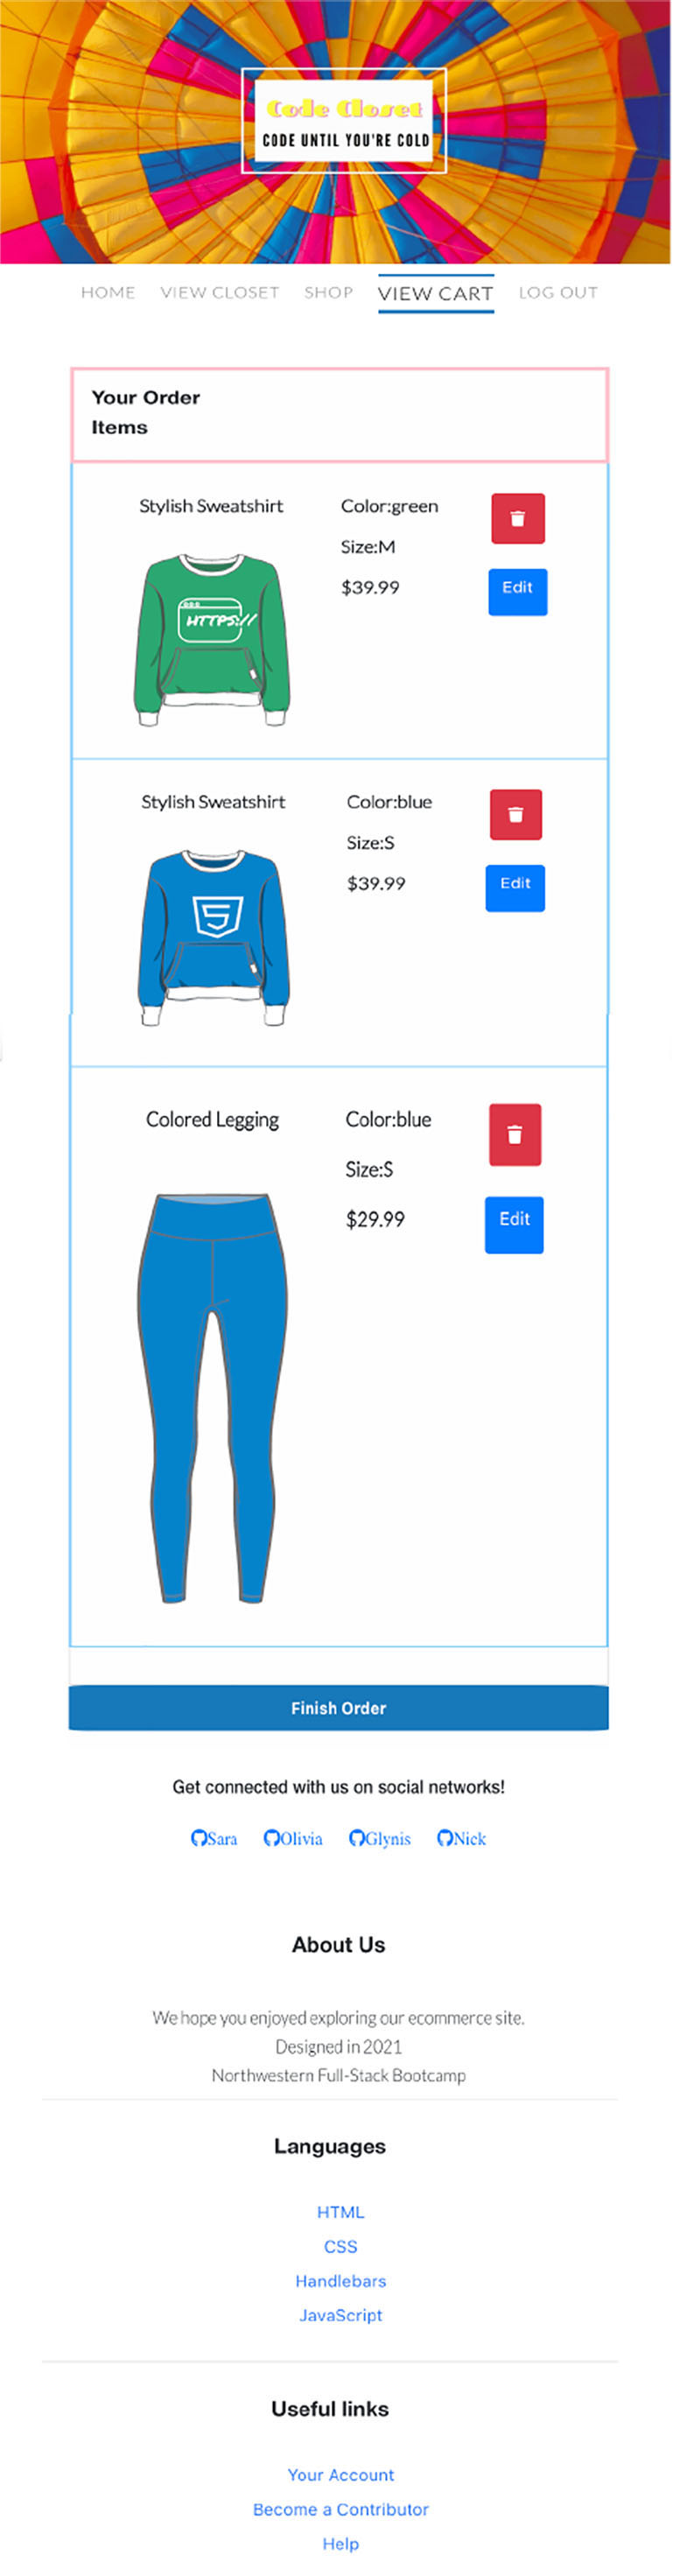 Code Closet
CODE UNTIL YOU'RE COLD
HOME VIEW CLOSET SHOP VIEW CART LOG OUT
Your Order
Items
Stylish Sweatshirt
Color:green
Size:M
$39.99
Edit
HTTPS://
Stylish Sweatshirt
Color:blue
Size:S
$39.99
Edit
5
Colored Legging
Color:blue
Size:S
$29.99
Edit
Finish Order
Get connected with us on social networks!
Sara Olivia Glynis Nick
About Us
We hope you enjoyed exploring our ecommerce site.
Designed in 2021
Northwestern Full-Stack Bootcamp
Languages
HTML
CSS
Handlebars
JavaScript
Useful links
Your Account
Become a Contributor
Help